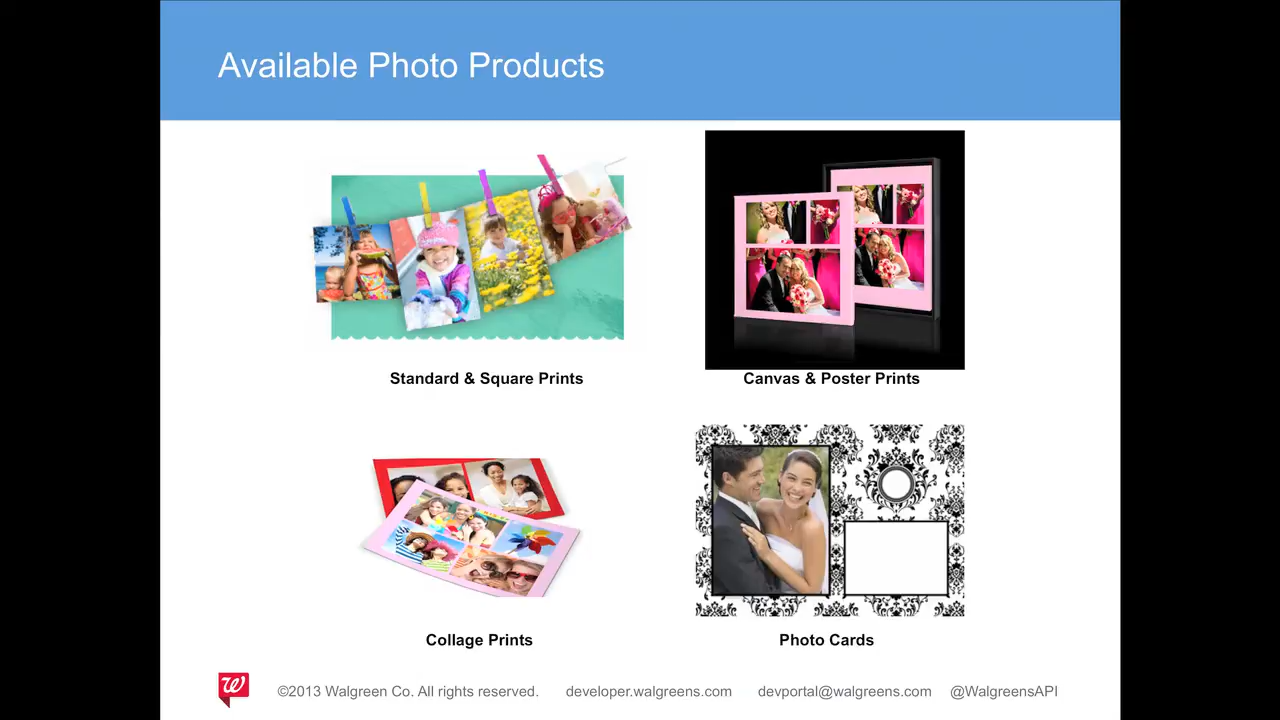 Available Photo Products
Standard & Square Prints
Canvas & Poster Prints
Collage Prints
Photo Cards
©2013 Walgreen Co. All rights reserved. developer.walgreens.com devportal@walgreens.com @WalgreensAPI